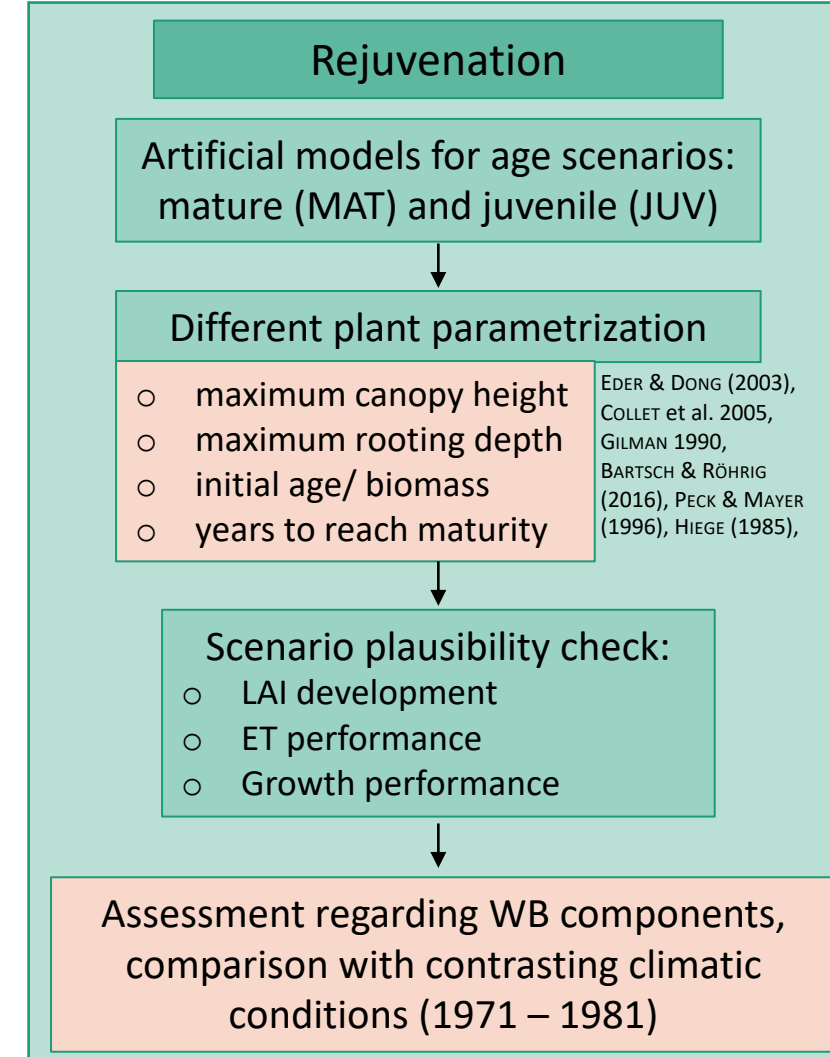 Rejuvenation
Artificial models for age scenarios:
mature (MAT) and juvenile (JUV)
Different plant parametrization
o maximum canopy height
o maximum rooting depth
o initial age/ biomass
o years to reach maturity
EDER & DONG (2003),
COLLET et al. 2005,
GILMAN 1990,
BARTSCH & RÖHRIG
(2016), PECK & MAYER
(1996), HIEGE (1985),
Scenario plausibility check:
o LAI development
o ET performance
o Growth performance
Assessment regarding WB components,
comparison with contrasting climatic
conditions (1971 – 1981)